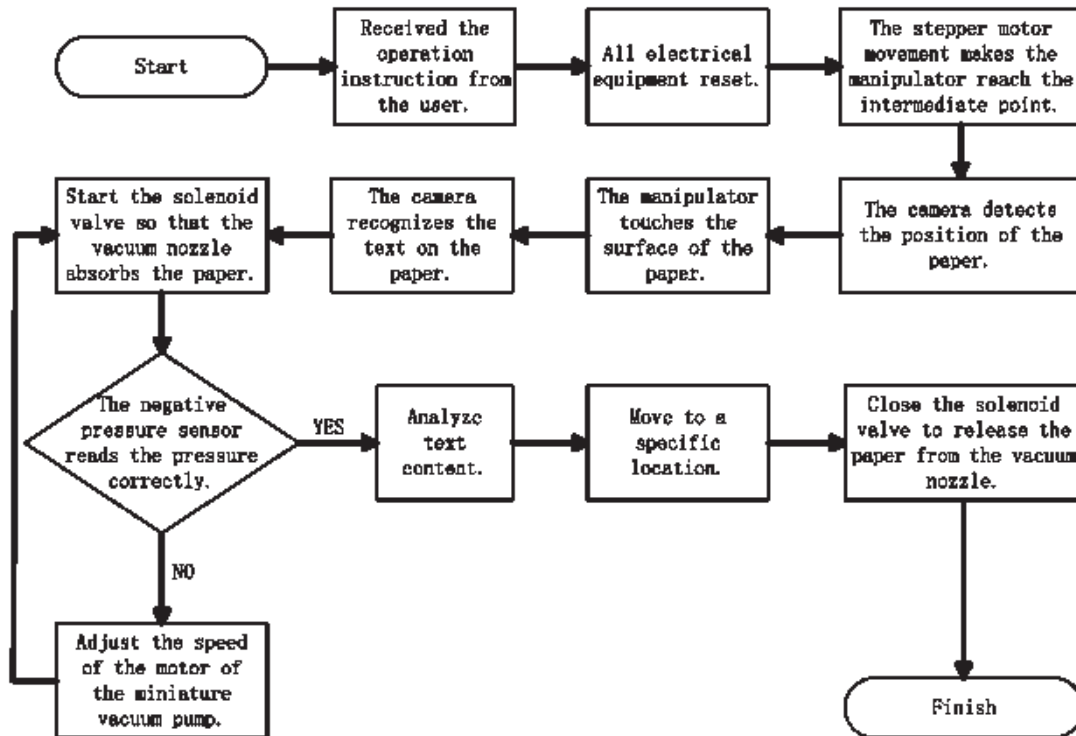 Start
Received the
operation
instruction from
the user.
All electrical
equipment reset.
The stepper motor
movement makes the
manipulator reach the
intermediate point.
The camera detects
the position of the
paper.
The manipulator
touches the
surface of the
paper.
The camera
recognizes the
text on the
paper.
Start the solenoid
valve so that the
vacuum nozzle
absorbs the paper.
The negative
pressure sensor
reads the pressure
correctly.
YES
Analyze
text
content.
Move to a
specific
location.
Close the solenoid
valve to release the
paper from the vacuum
nozzle.
NO
Adjust the speed
of the motor of
the miniature
vacuum pump.
Finish